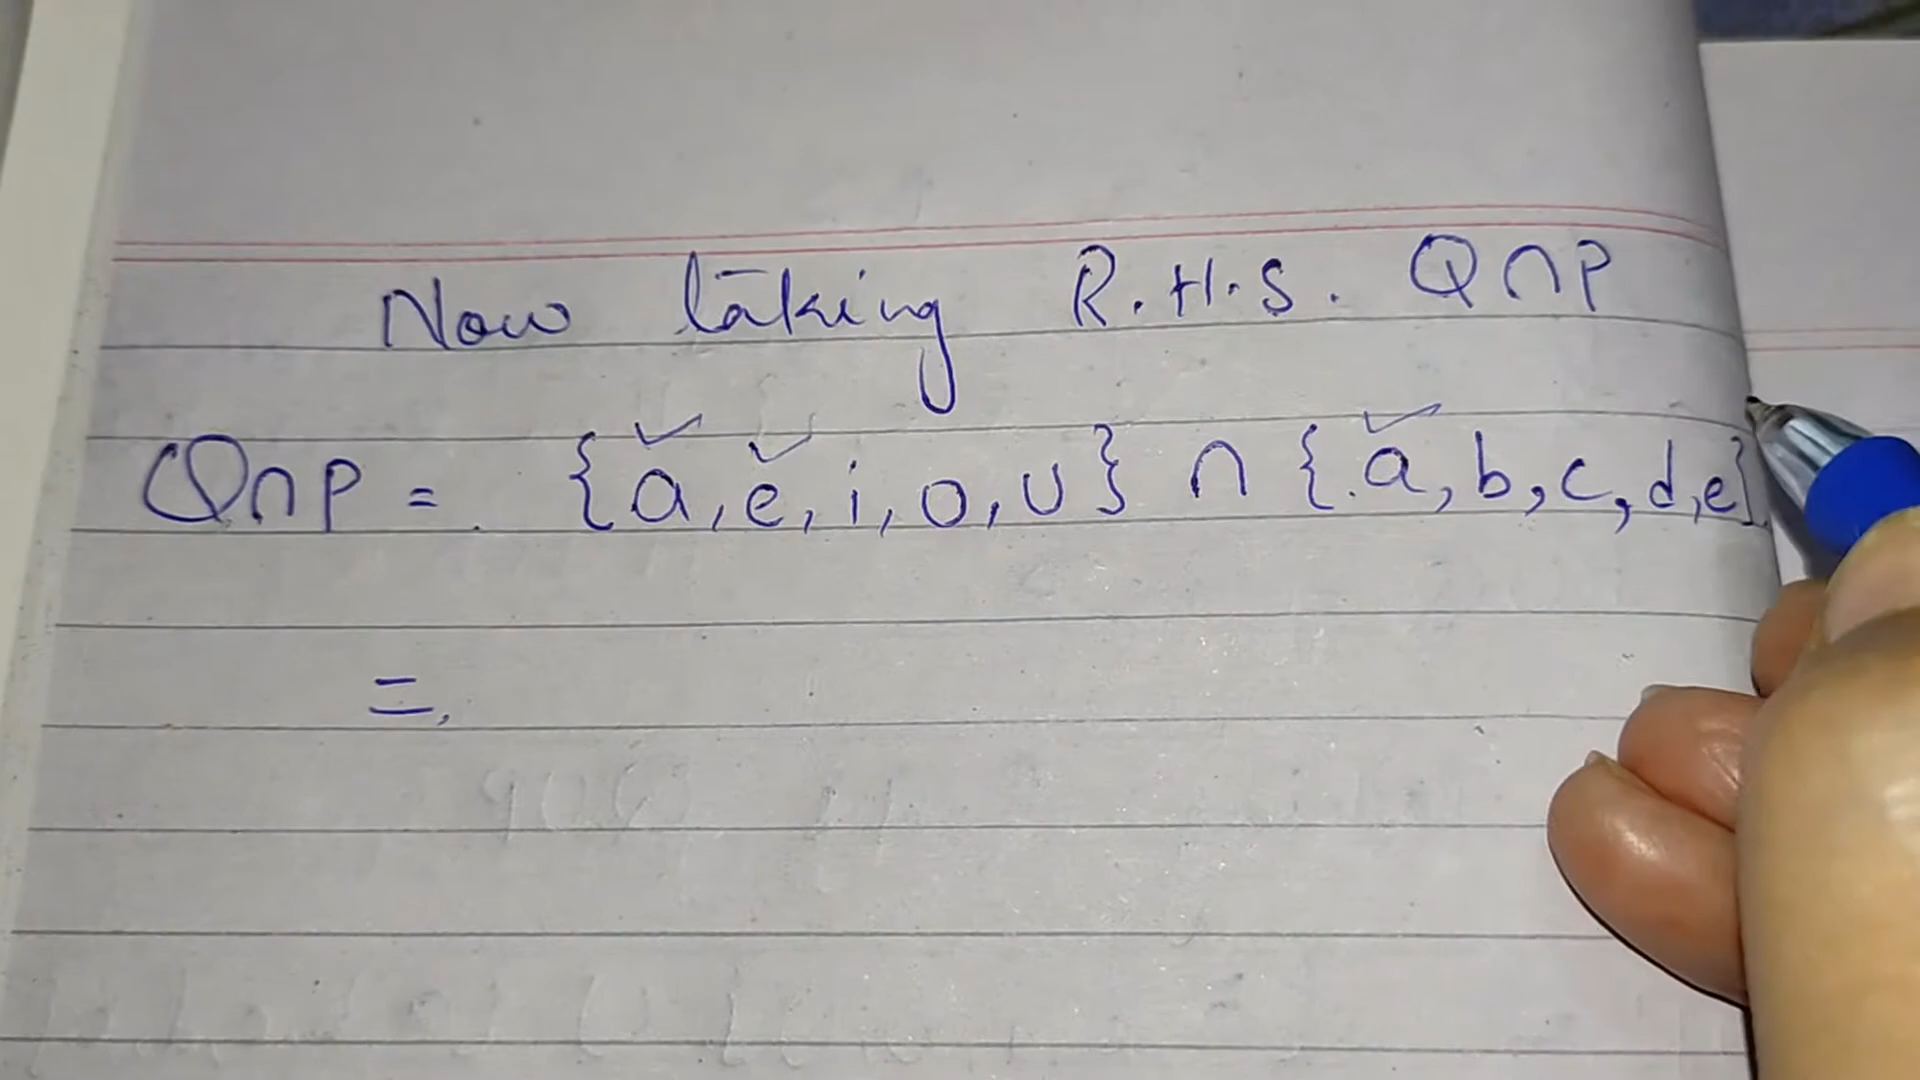 Now taking R.H.S. Q∩P
Q∩P = {a, e, i, o, u} ∩ {a, b, c, d, e}
=